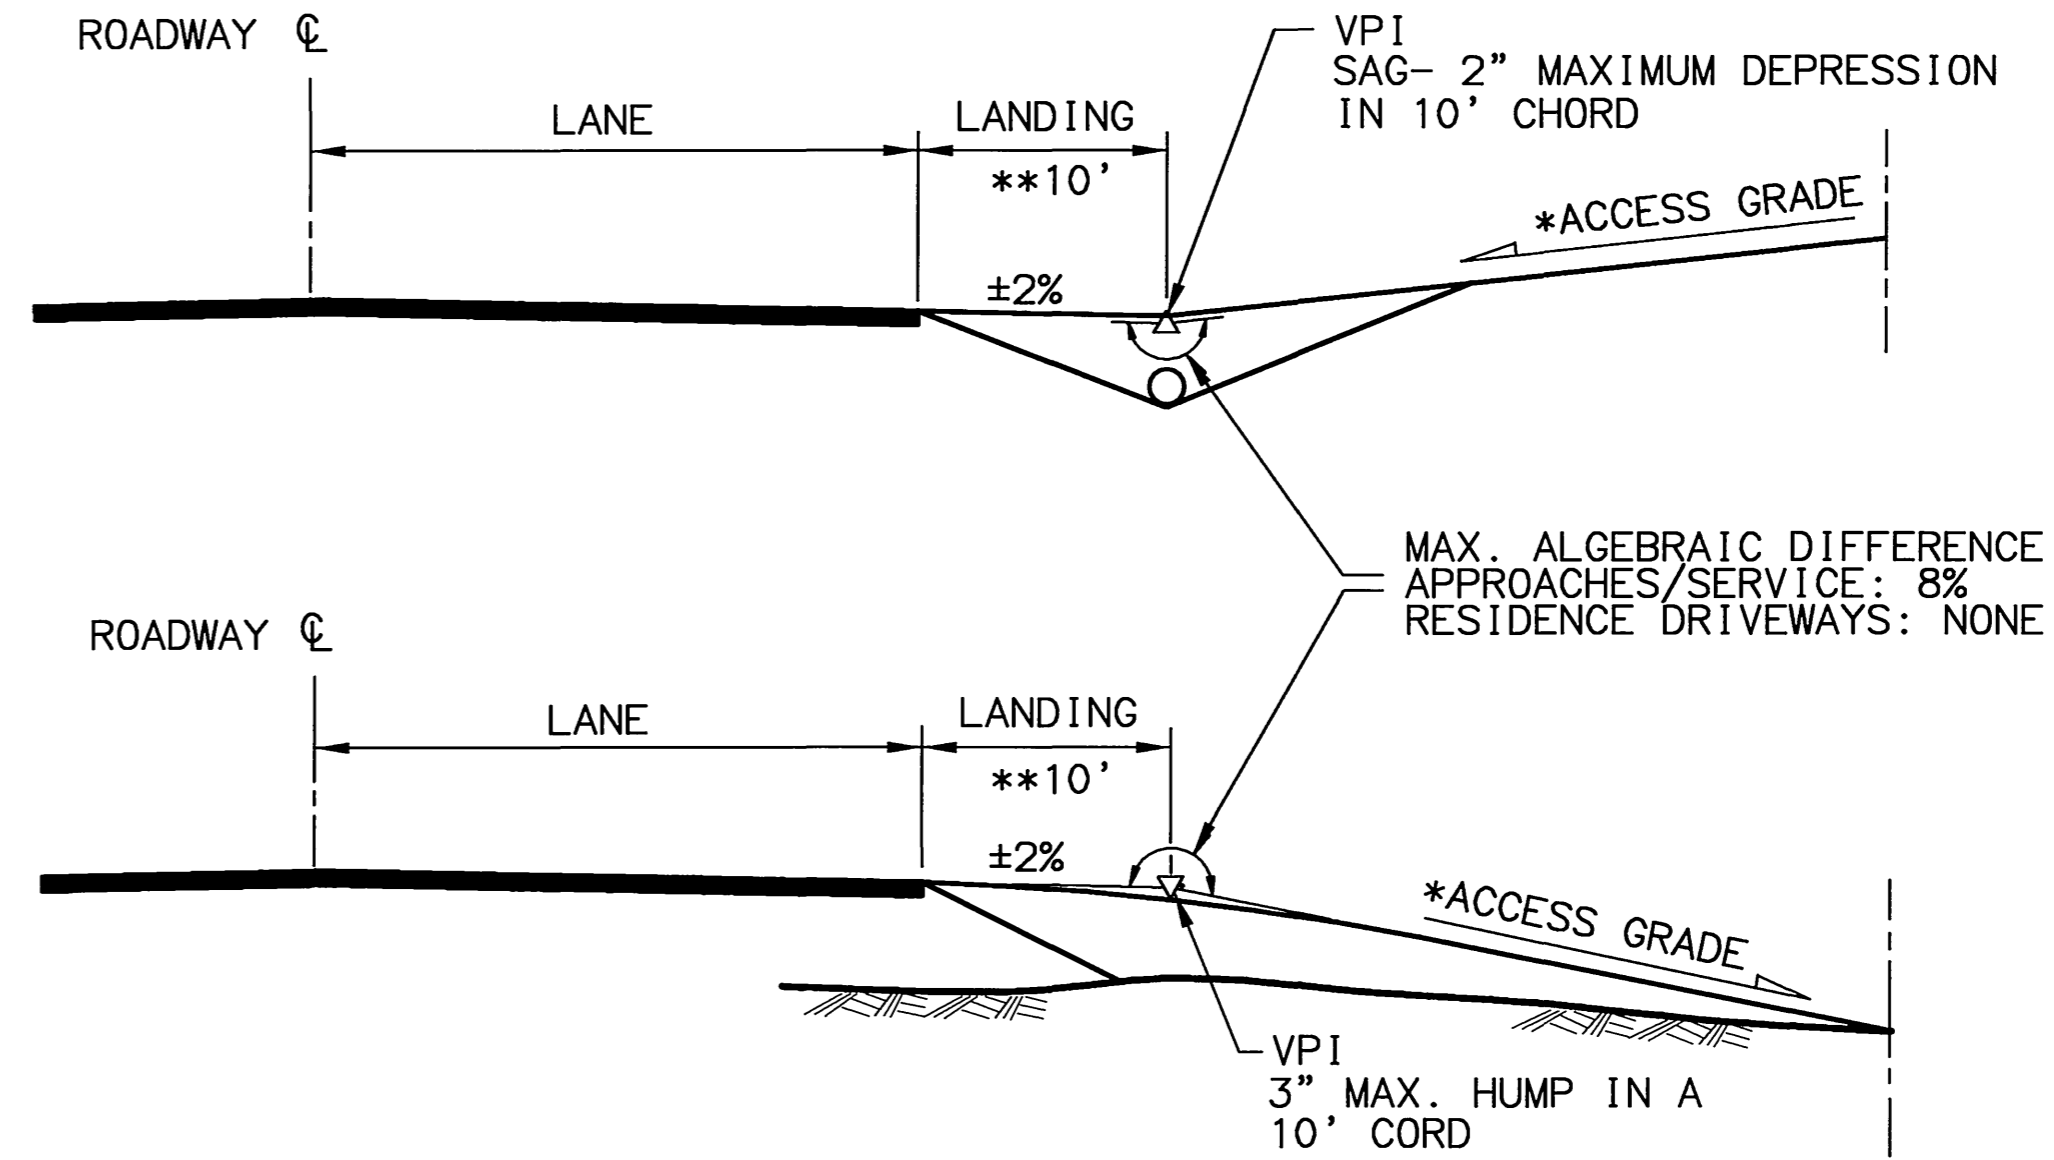 ROADWAY ℄
VPI
SAG- 2" MAXIMUM DEPRESSION
IN 10' CHORD
LANE
LANDING
**10'
*ACCESS GRADE
±2%
MAX. ALGEBRAIC DIFFERENCE
APPROACHES/SERVICE: 8%
RESIDENCE DRIVEWAYS: NONE
ROADWAY ℄
LANE
LANDING
**10'
±2%
*ACCESS GRADE
VPI
3" MAX. HUMP IN A
10' CORD